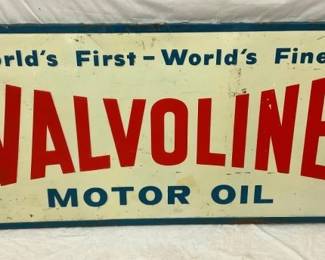 orld's First-World's Fine
VALVOLINE
MOTOR OIL